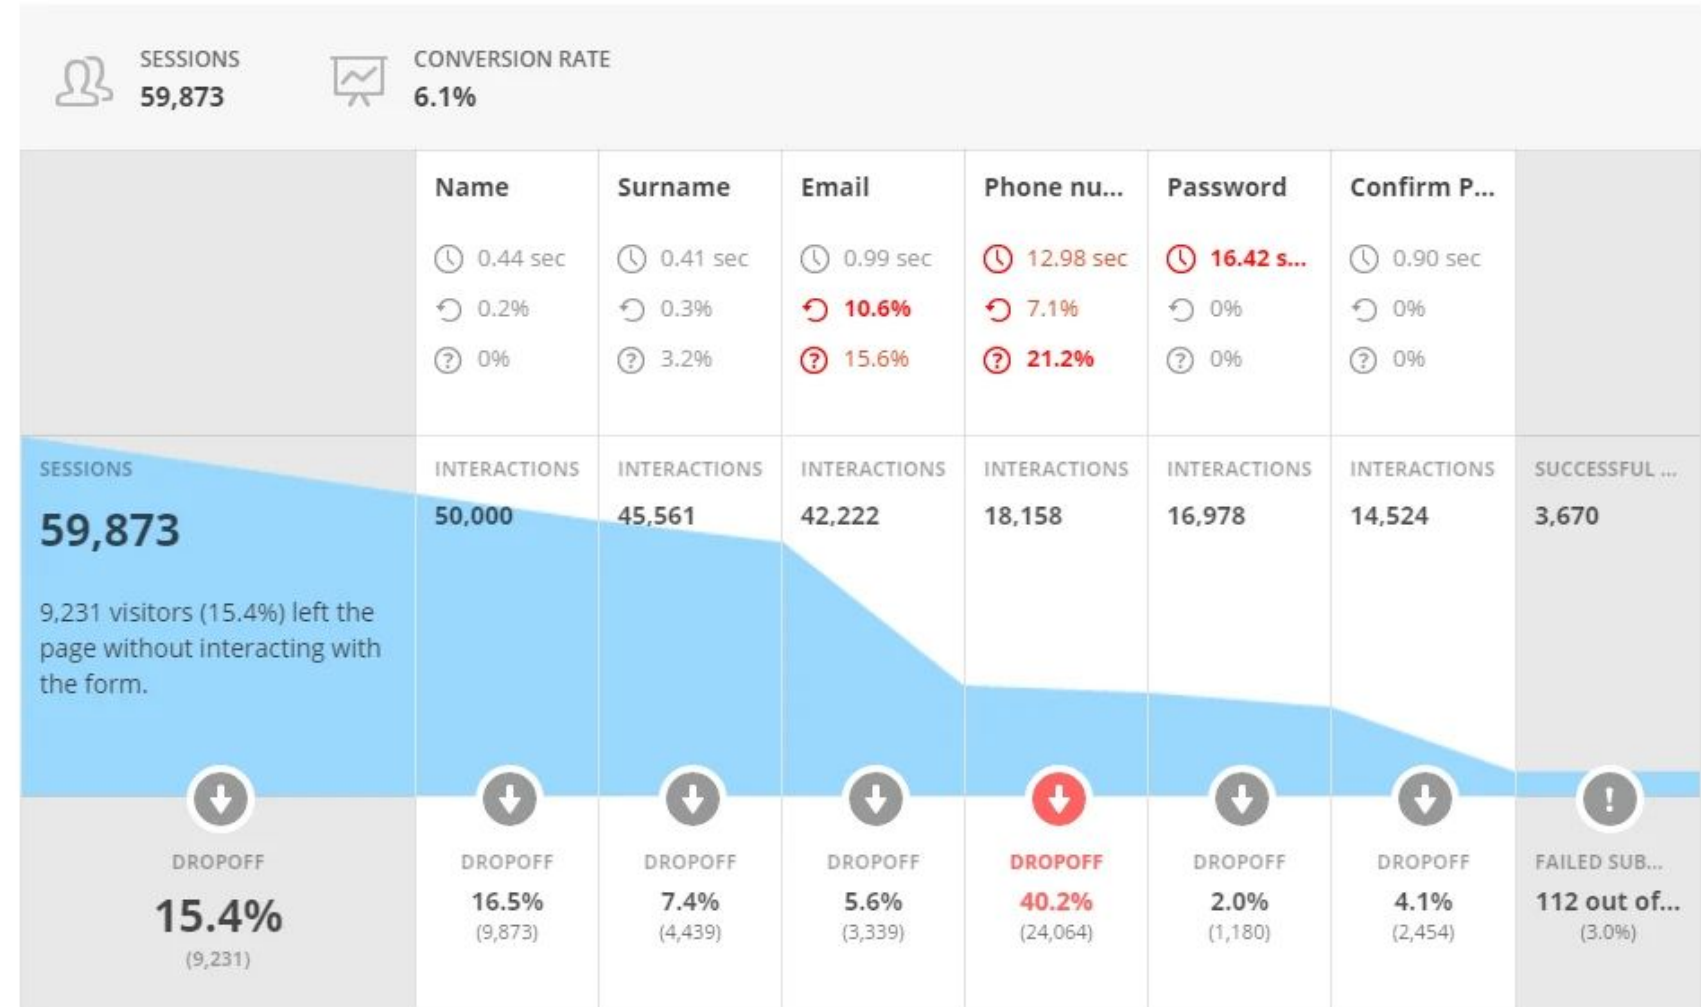 SESSIONS
59,873
CONVERSION RATE
6.1%
Name
Surname
Email
Phone nu...
Password
Confirm P...
0.44 sec
0.41 sec
0.99 sec
12.98 sec
16.42 s...
0.90 sec
0.2%
0.3%
10.6%
7.1%
0%
0%
0%
3.2%
15.6%
21.2%
0%
0%
SESSIONS
59,873
9,231 visitors (15.4%) left the
page without interacting with
the form.
INTERACTIONS
50,000
INTERACTIONS
45,561
INTERACTIONS
42,222
INTERACTIONS
18,158
INTERACTIONS
16,978
INTERACTIONS
14,524
SUCCESSFUL ...
3,670
DROPOFF
15.4%
(9,231)
DROPOFF
16.5%
(9,873)
DROPOFF
7.4%
(4,439)
DROPOFF
5.6%
(3,339)
DROPOFF
40.2%
(24,064)
DROPOFF
2.0%
(1,180)
DROPOFF
4.1%
(2,454)
FAILED SUB...
112 out of...
(3.0%)